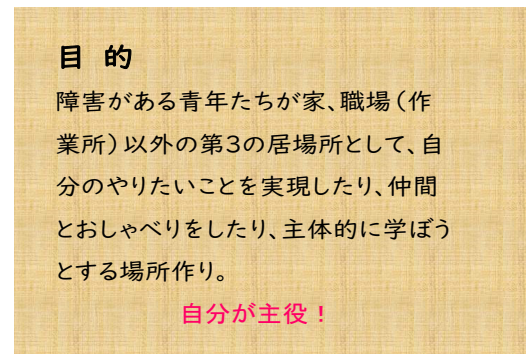 目 的
障害がある青年たちが家、職場（作
業所）以外の第3の居場所として、自
分のやりたいことを実現したり、仲間
とおしゃべりをしたり、主体的に学ぼう
とする場所作り。
自分が主役！